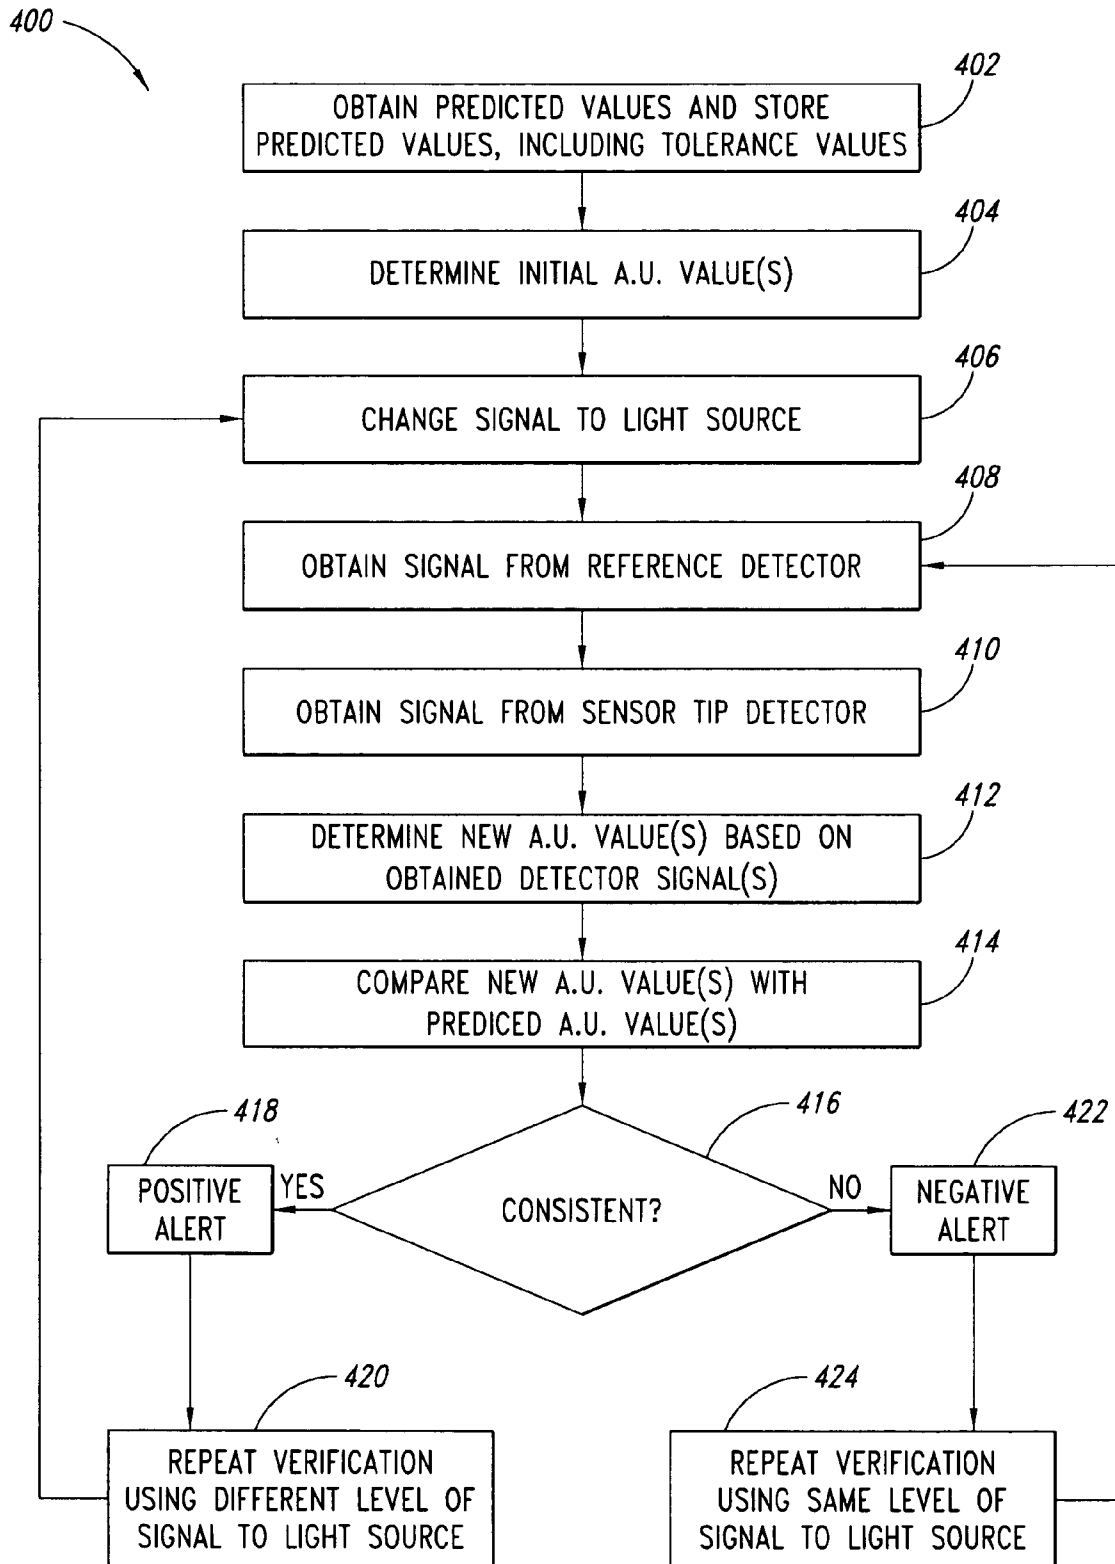 400
402
OBTAIN PREDICTED VALUES AND STORE
PREDICTED VALUES, INCLUDING TOLERANCE VALUES
404
DETERMINE INITIAL A.U. VALUE(S)
406
CHANGE SIGNAL TO LIGHT SOURCE
408
OBTAIN SIGNAL FROM REFERENCE DETECTOR
410
OBTAIN SIGNAL FROM SENSOR TIP DETECTOR
412
DETERMINE NEW A.U. VALUE(S) BASED ON
OBTAINED DETECTOR SIGNAL(S)
414
COMPARE NEW A.U. VALUE(S) WITH
PREDICED A.U. VALUE(S)
416
CONSISTENT?
418
YES
POSITIVE
ALERT
422
NO
NEGATIVE
ALERT
420
REPEAT VERIFICATION
USING DIFFERENT LEVEL OF
SIGNAL TO LIGHT SOURCE
424
REPEAT VERIFICATION
USING SAME LEVEL OF
SIGNAL TO LIGHT SOURCE